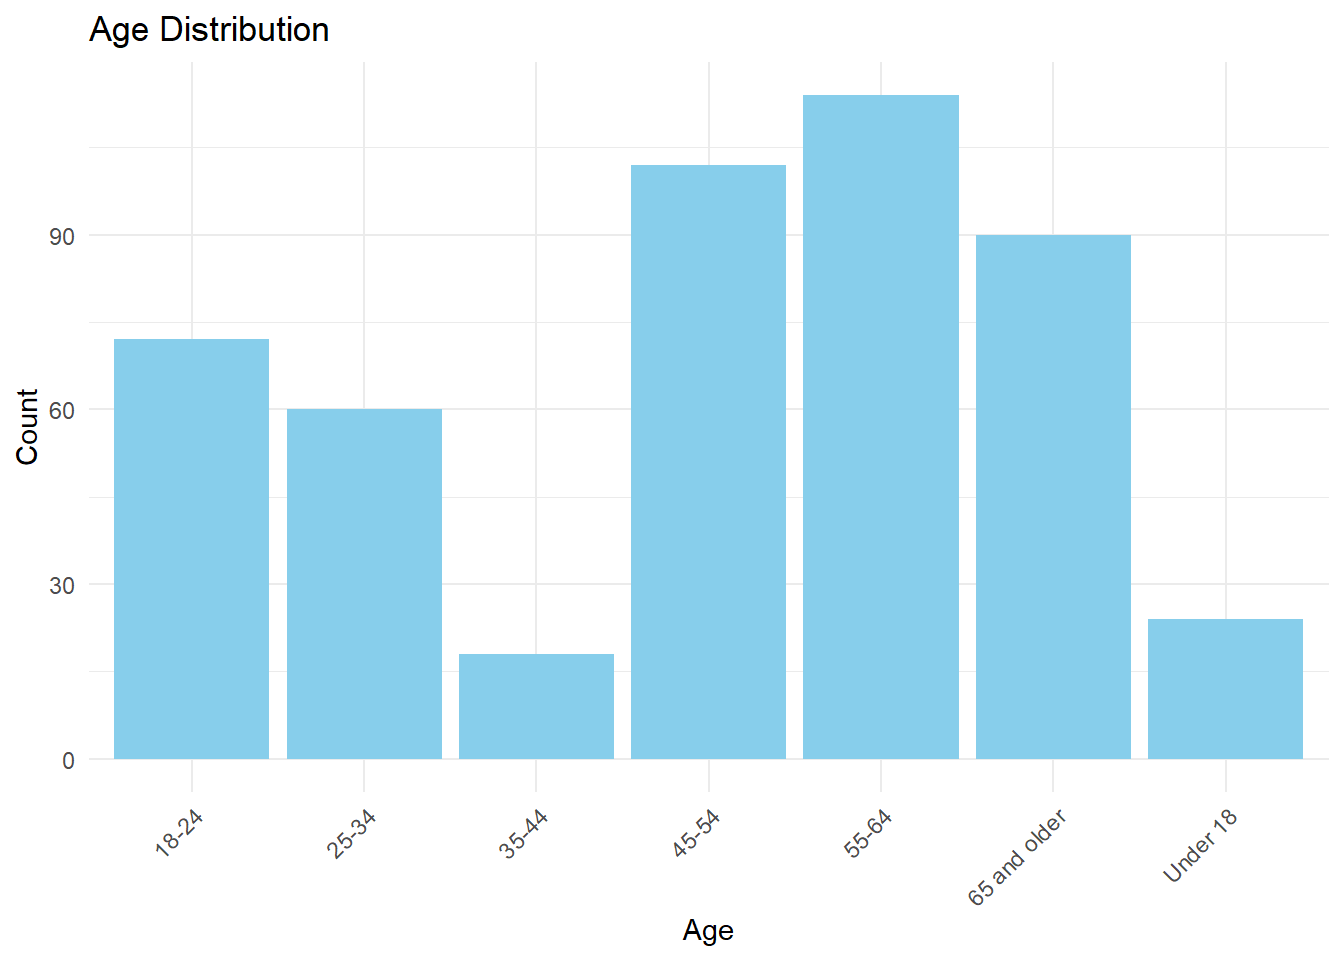 Age Distribution
90
60
30
0
Count
18-24
25-34
35-44
45-54
55-64
65 and older
Under 18
Age